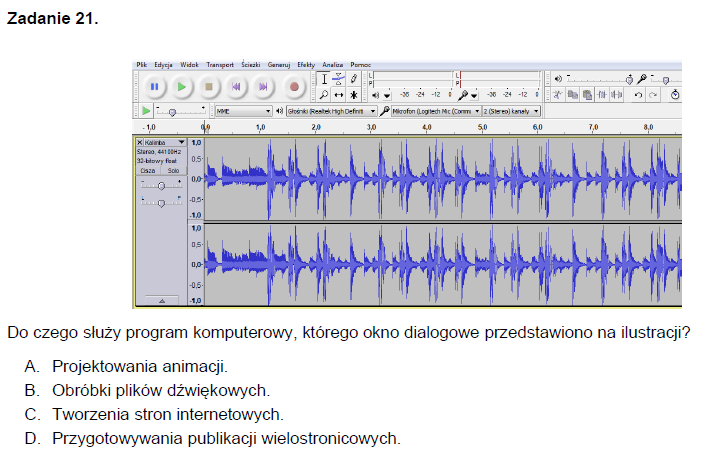 Zadanie 21.
Plik Edycja Widok Transport Ścieżki Generuj Efekty Analiza Pomoc
L
P
-36 -24 -12 0
L
P
-36 -24 -12 0
MME
Głośniki (Realtek High Definiti
Mikrofon (Logitech Mic (Commi
2 (Stereo) kanały
-1,0 0,0 1,0 2,0 3,0 4,0 5,0 6,0 7,0 8,0
X Kalimba
Stereo, 44100Hz
32-bitowy float
Cisza Solo
- +
L P
1,0
0,5
0,0
-0,5
-1,0
1,0
0,5
0,0
-0,5
-1,0
Do czego służy program komputerowy, którego okno dialogowe przedstawiono na ilustracji?
A. Projektowania animacji.
B. Obróbki plików dźwiękowych.
C. Tworzenia stron internetowych.
D. Przygotowywania publikacji wielostronicowych.